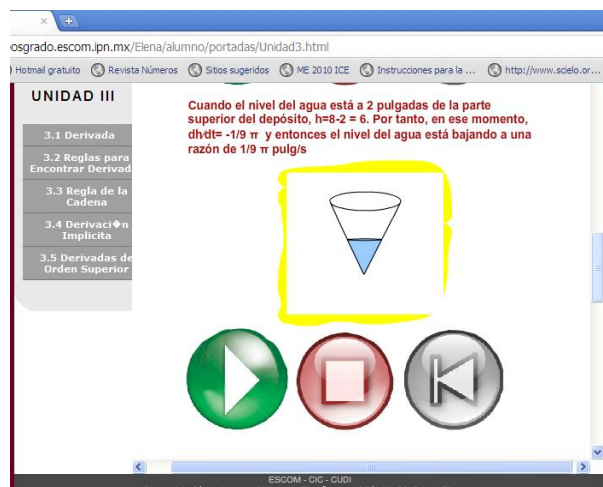 osgrado.escom.ipn.mx/Elena/alumno/portadas/Unidad3.html
Hotmail gratuito Revista Números Sitios sugeridos ME 2010 ICE Instrucciones para la ... http://www.scielo.or...
UNIDAD III
3.1 Derivada
3.2 Reglas para
Encontrar Derivad
3.3 Regla de la
Cadena
3.4 Derivaci�n
Implicita
3.5 Derivadas de
Orden Superior
Cuando el nivel del agua está a 2 pulgadas de la parte
superior del depósito, h=8-2 = 6. Por tanto, en ese momento,
dh/dt= -1/9 π y entonces el nivel del agua está bajando a una
razón de 1/9 π pulg/s
ESCOM - CIC - CUDI